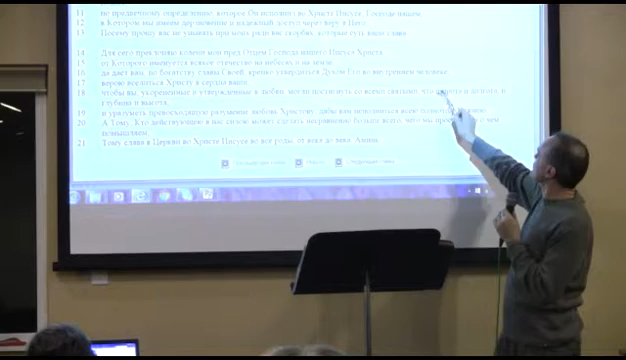 11 по предвечному определению, которое Он исполнил во Христе Иисусе, Господе нашем,
12 в Котором мы имеем дерзновение и надежный доступ через веру в Него.
13 Посему прошу вас не унывать при моих ради вас скорбях, которые суть ваша слава.
14 Для сего преклоняю колени мои пред Отцем Господа нашего Иисуса Христа,
15 от Которого именуется всякое отечество на небесах и на земле,
16 да даст вам, по богатству славы Своей, крепко утвердиться Духом Его во внутреннем человеке,
17 верою вселиться Христу в сердца ваши,
18 чтобы вы, укорененные и утвержденные в любви, могли постигнуть со всеми святыми, что широта и долгота, и
глубина и высота,
19 и уразуметь превосходящую разумение любовь Христову, дабы вам исполниться всею полнотою
20 А Тому, Кто действующею в нас силою может сделать несравненно больше всего, чего мы просим чем
помышляем,
21 Тому слава в Церкви во Христе Иисусе во все роды, от века до века. Аминь.